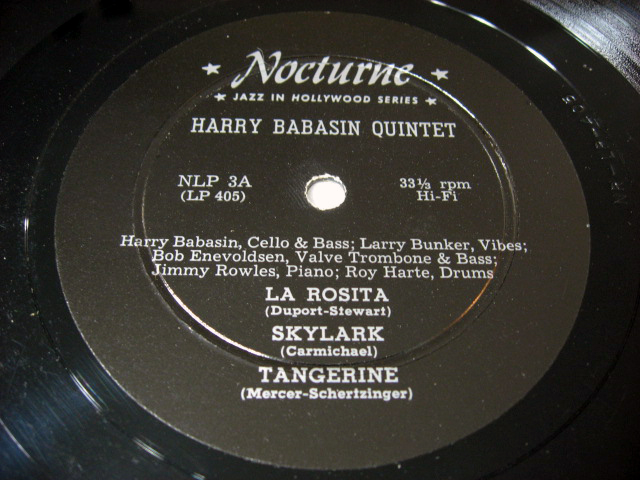 Nocturne
JAZZ IN HOLLYWOOD SERIES
HARRY BABASIN QUINTET
NLP 3A
(LP 405)
33⅓ rpm
Hi-Fi
Harry Babasin, Cello & Bass; Larry Bunker, Vibes;
Bob Enevoldsen, Valve Trombone & Bass;
Jimmy Rowles, Piano; Roy Harte, Drums
LA ROSITA
(Duport-Stewart)
SKYLARK
(Carmichael)
TANGERINE
(Mercer-Schertzinger)